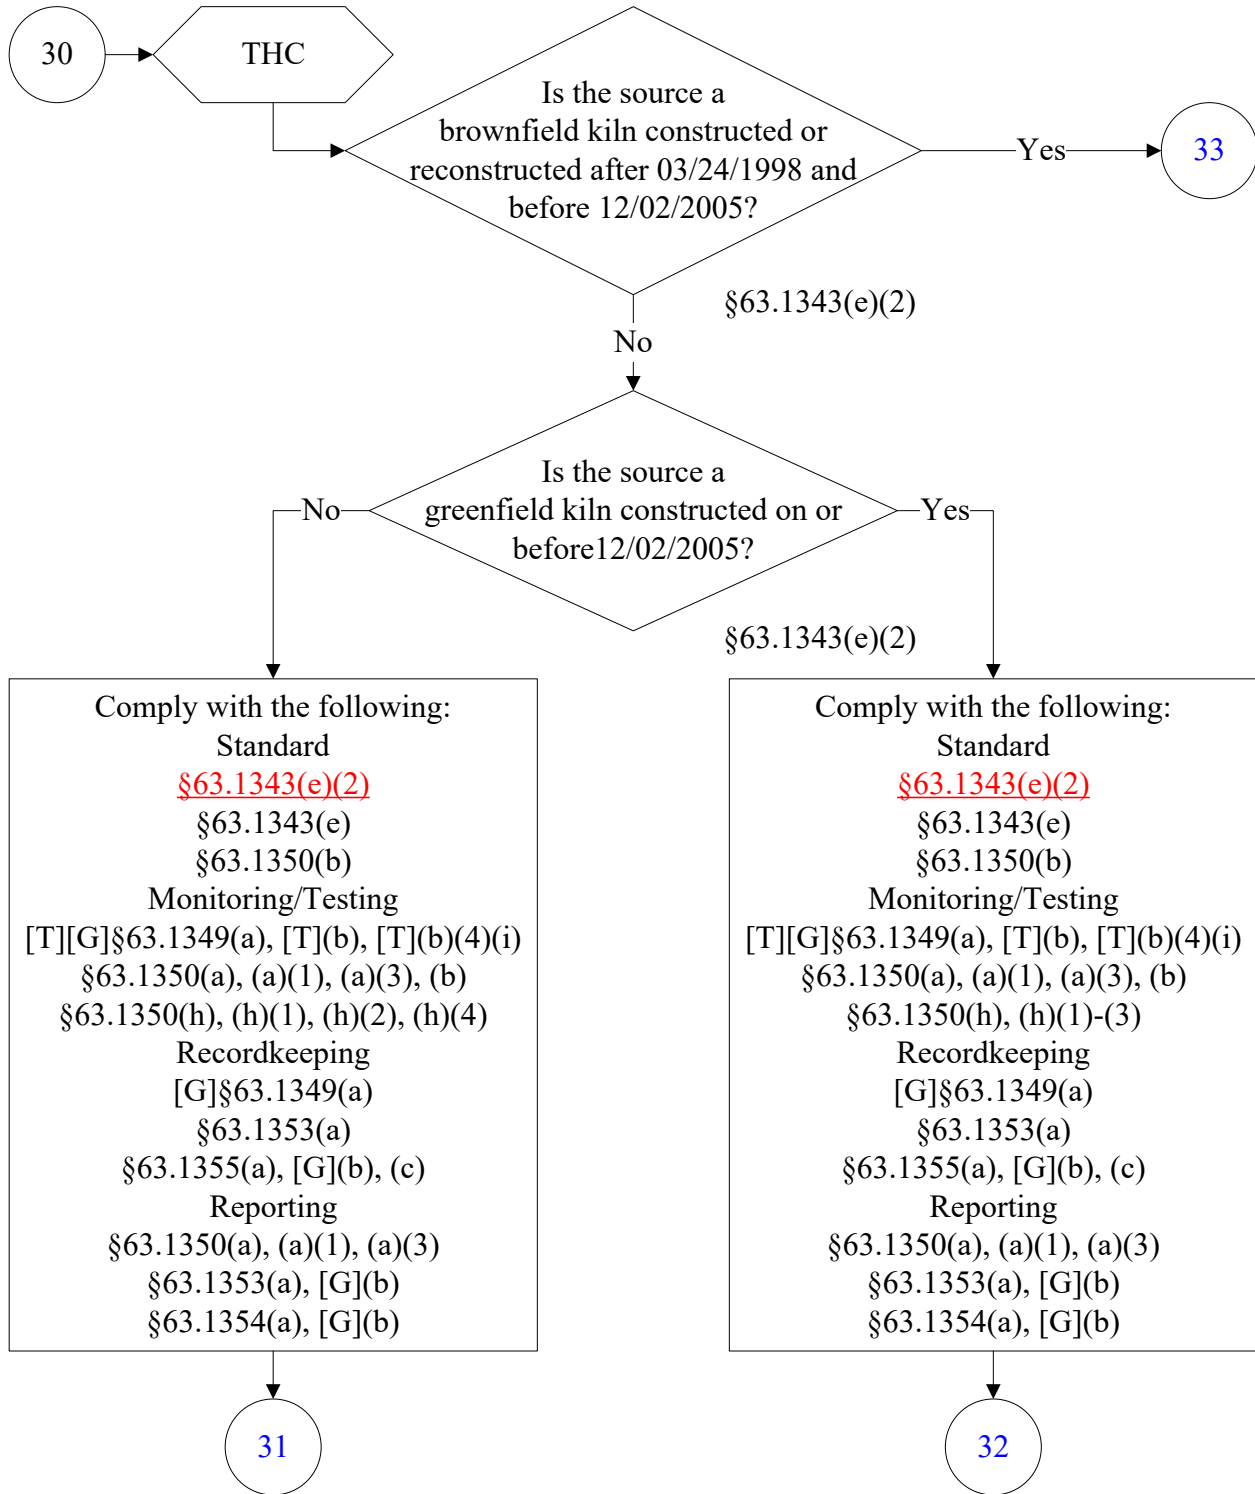 30
THC
Is the source a
brownfield kiln constructed or
reconstructed after 03/24/1998 and
before 12/02/2005?
Yes
33
§63.1343(e)(2)
No
Is the source a
greenfield kiln constructed on or
before12/02/2005?
No
Yes
§63.1343(e)(2)
Comply with the following:
Standard
§63.1343(e)(2)
§63.1343(e)
§63.1350(b)
Monitoring/Testing
[T][G]§63.1349(a), [T](b), [T](b)(4)(i)
§63.1350(a), (a)(1), (a)(3), (b)
§63.1350(h), (h)(1), (h)(2), (h)(4)
Recordkeeping
[G]§63.1349(a)
§63.1353(a)
§63.1355(a), [G](b), (c)
Reporting
§63.1350(a), (a)(1), (a)(3)
§63.1353(a), [G](b)
§63.1354(a), [G](b)
31
Comply with the following:
Standard
§63.1343(e)(2)
§63.1343(e)
§63.1350(b)
Monitoring/Testing
[T][G]§63.1349(a), [T](b), [T](b)(4)(i)
§63.1350(a), (a)(1), (a)(3), (b)
§63.1350(h), (h)(1)-(3)
Recordkeeping
[G]§63.1349(a)
§63.1353(a)
§63.1355(a), [G](b), (c)
Reporting
§63.1350(a), (a)(1), (a)(3)
§63.1353(a), [G](b)
§63.1354(a), [G](b)
32